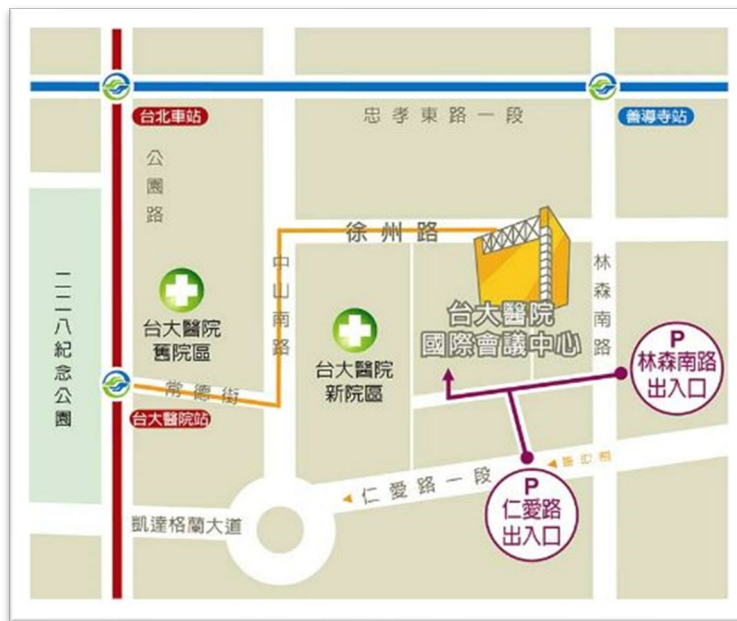 台北車站
忠孝東路一段
善導寺站
公園路
徐州路
中山南路
林森南路
二二八紀念公園
台大醫院
舊院區
台大醫院
新院區
台大醫院
國際會議中心
P
林森南路
出入口
常德街
台大醫院站
仁愛路一段
P
仁愛路
出入口
凱達格蘭大道